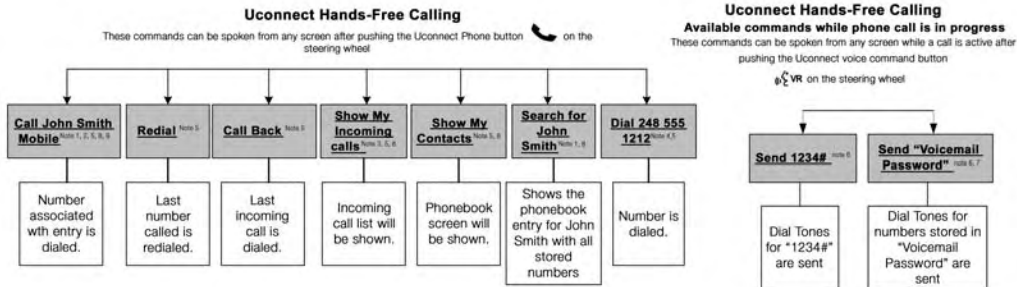 Uconnect Hands-Free Calling
These commands can be spoken from any screen after pushing the Uconnect Phone button on the
steering wheel
Call John Smith
Mobile Note 1, 2, 5, 8, 9
Redial Note 5
Call Back Note 5
Show My
Incoming
calls Note 3, 5, 8
Show My
Contacts Note 5, 8
Search for
John
Smith Note 1, 8
Dial 248 555
1212 Note 4,5
Number
associated
wth entry is
dialed.
Last
number
called is
redialed.
Last
incoming
call is
dialed.
Incoming
call list will
be shown.
Phonebook
screen will
be shown.
Shows the
phonebook
entry for John
Smith with all
stored
numbers
Number is
dialed.
Uconnect Hands-Free Calling
Available commands while phone call is in progress
These commands can be spoken from any screen while a call is active after
pushing the Uconnect voice command button
VR on the steering wheel
Send 1234# note 6
Send "Voicemail
Password" note 6, 7
Dial Tones
for "1234#"
are sent
Dial Tones for
numbers stored in
"Voicemail
Password" are
sent